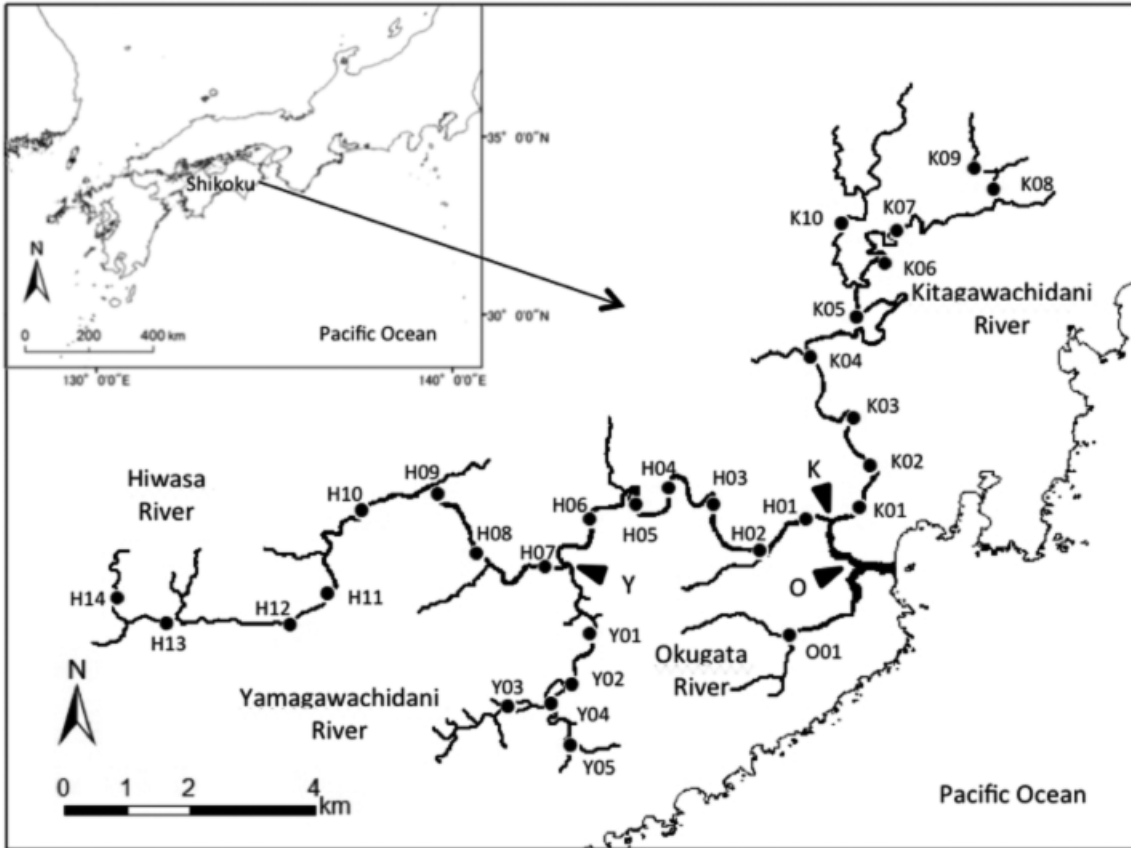 35° 0'0"N
Shikoku
N
0 200 400 km
Pacific Ocean
30° 0'0"N
130° 0'0"E
140° 0'0"E
K09
K08
K10
K07
K06
Kitagawachidani
River
K05
K04
K03
K02
K
K01
Hiwasa
River
H09
H10
H04
H03
H06
H05
H01
H02
H08
H07
Y
O
H14
H12
H11
H13
Y01
O01
Okugata
River
N
Yamagawachidani
River
Y02
Y03
Y04
Y05
0 1 2 4
km
Pacific Ocean